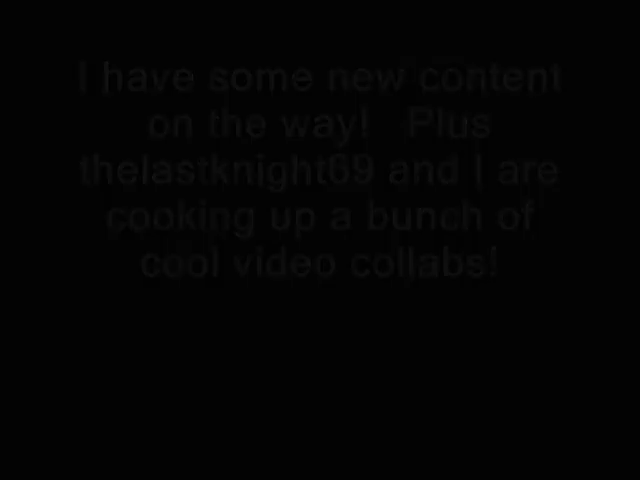 I have some new content
on the way! Plus
thelastknight69 and I are
cooking up a bunch of
cool video collabs!